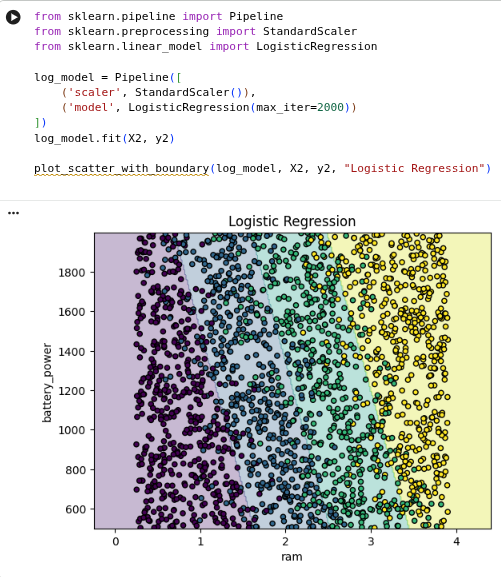 from sklearn.pipeline import Pipeline
from sklearn.preprocessing import StandardScaler
from sklearn.linear_model import LogisticRegression
log_model = Pipeline([
    ('scaler', StandardScaler()),
    ('model', LogisticRegression(max_iter=2000))
])
log_model.fit(X2, y2)
plot_scatter_with_boundary(log_model, X2, y2, "Logistic Regression")
Logistic Regression
1800
1600
1400
1200
1000
800
600
battery_power
0 1 2 3 4
ram